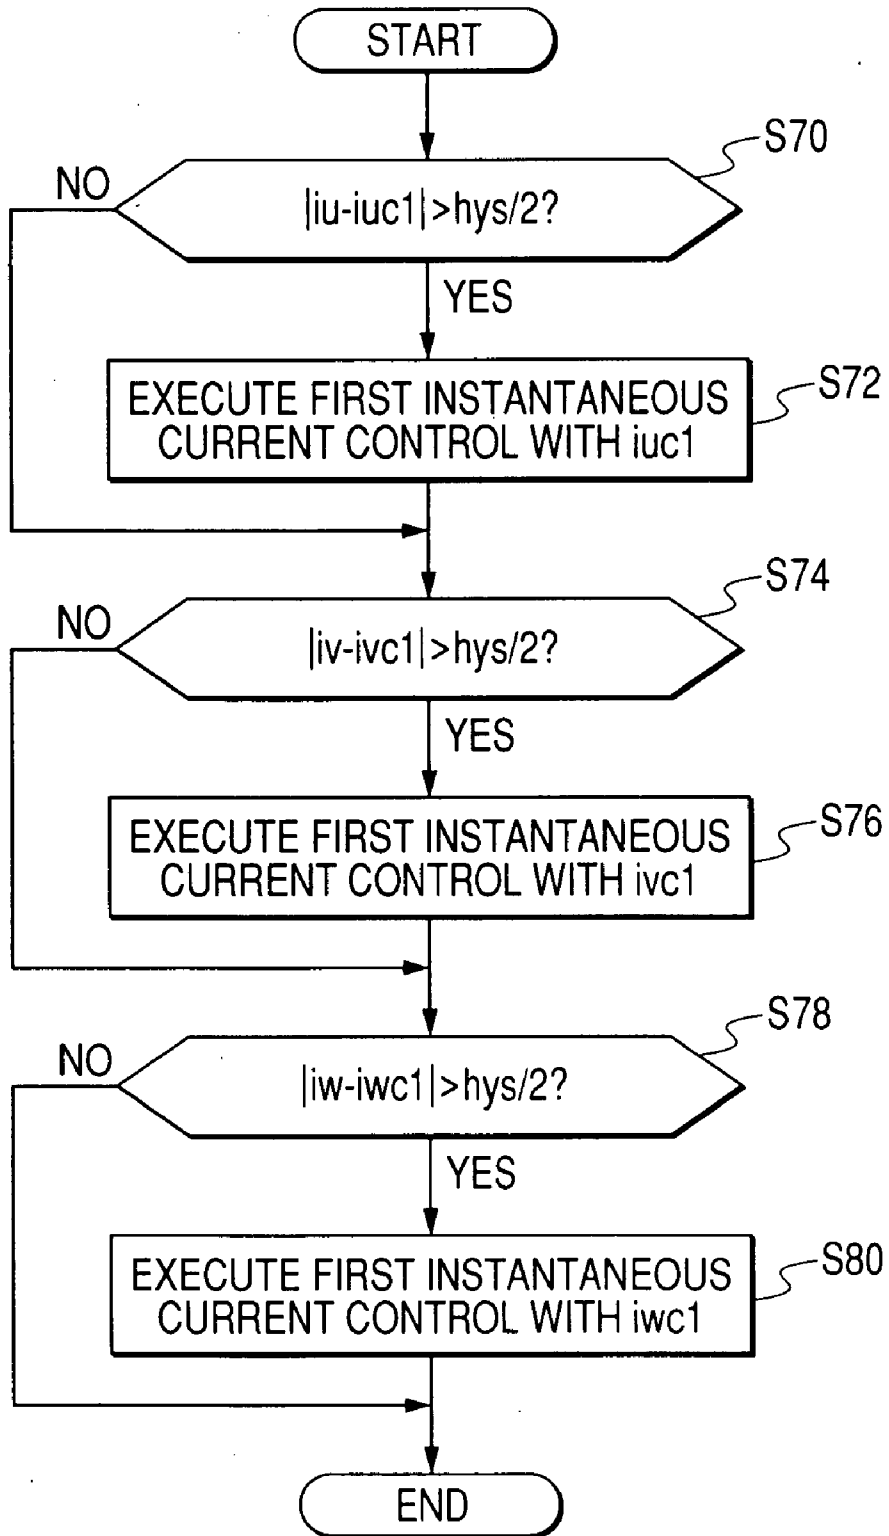 START
S70
NO
|iu-iuc1|>hys/2?
YES
EXECUTE FIRST INSTANTANEOUS
CURRENT CONTROL WITH iuc1
S72
S74
NO
|iv-ivc1|>hys/2?
YES
EXECUTE FIRST INSTANTANEOUS
CURRENT CONTROL WITH ivc1
S76
S78
NO
|iw-iwc1|>hys/2?
YES
EXECUTE FIRST INSTANTANEOUS
CURRENT CONTROL WITH iwc1
S80
END